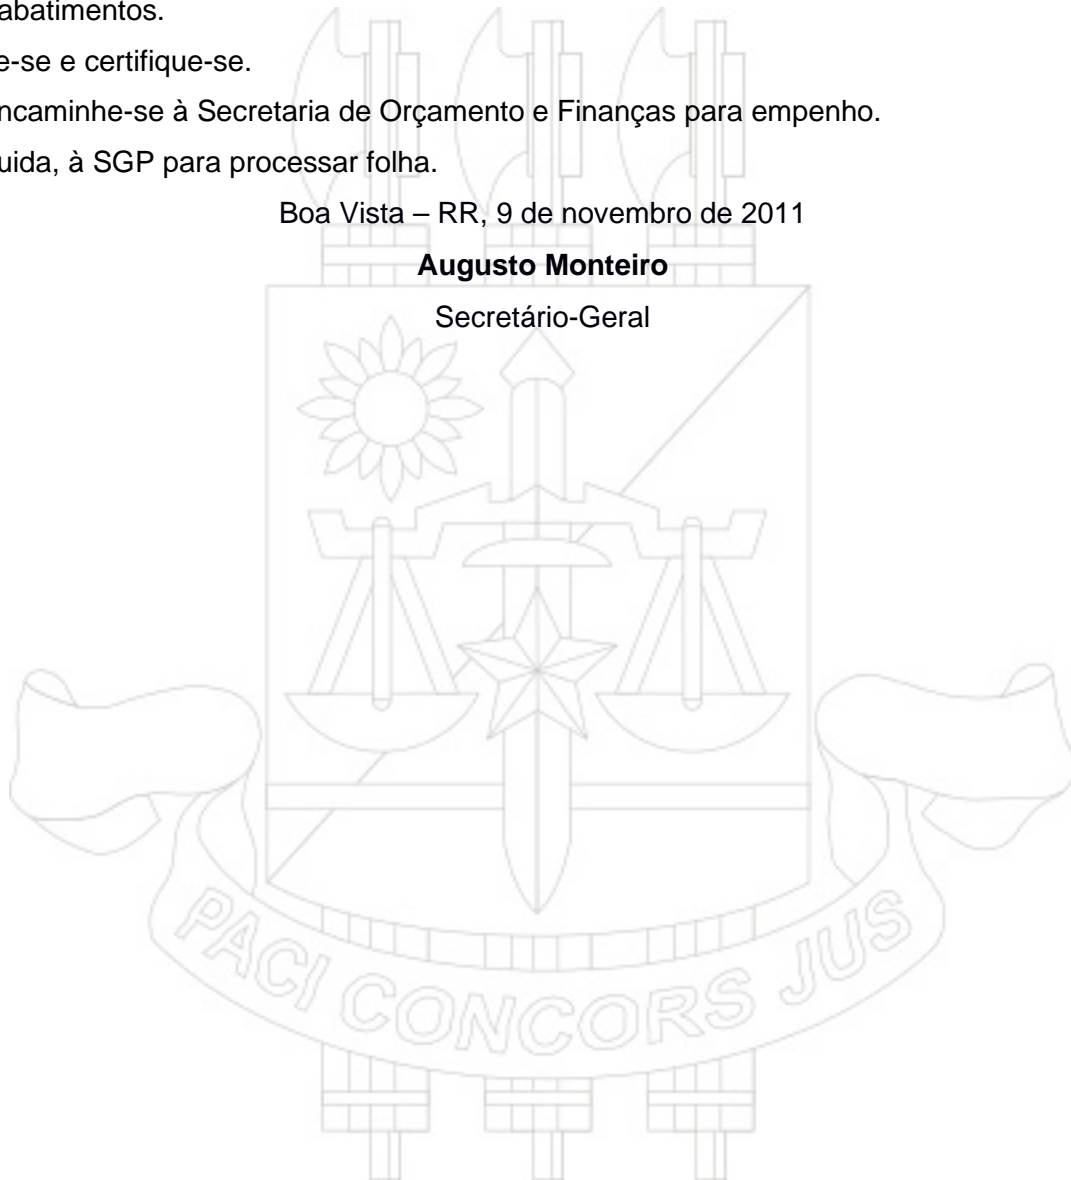 abatimentos.
e-se e certifique-se.
ncaminhe-se à Secretaria de Orçamento e Finanças para empenho.
uida, à SGP para processar folha.
Boa Vista – RR, 9 de novembro de 2011
Augusto Monteiro
Secretário-Geral
PACI CONCORS JUS